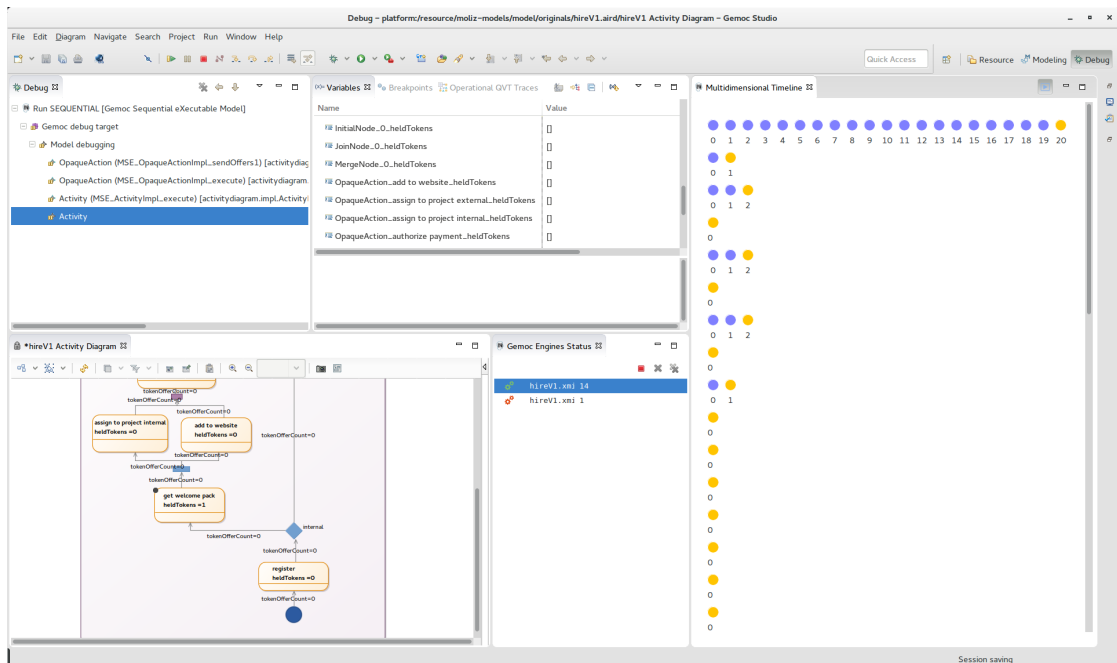 Debug - platform:/resource/moliz-models/model/originals/hireV1.aird/hireV1 Activity Diagram - Gemoc Studio
File Edit Diagram Navigate Search Project Run Window Help
Quick Access Resource Modeling Debug
Debug
Run SEQUENTIAL [Gemoc Sequential eXecutable Model]
Gemoc debug target
Model debugging
OpaqueAction (MSE_OpaqueActionImpl_sendOffers1) [activitydiag
OpaqueAction (MSE_OpaqueActionImpl_execute) [activitydiagram.
Activity (MSE_ActivityImpl_execute) [activitydiagram.impl.Activity
Activity
Variables Breakpoints Operational QVT Traces
Name Value
InitialNode_0_heldTokens []
JoinNode_0_heldTokens []
MergeNode_0_heldTokens []
OpaqueAction_add to website_heldTokens []
OpaqueAction_assign to project external_heldTokens []
OpaqueAction_assign to project internal_heldTokens []
OpaqueAction_authorize payment_heldTokens []
Multidimensional Timeline
0 1 2 3 4 5 6 7 8 9 10 11 12 13 14 15 16 17 18 19 20
0 1
0 1 2
0
0 1 2
0
0 1 2
0
0 1
0
0
0
0
0
0
0
*hireV1 Activity Diagram
tokenOfferCount=0
tokenOfferCount=0
tokenOfferCount=0
assign to project internal
heldTokens =0
add to website
heldTokens =0
tokenOfferCount=0
tokenOfferCount=0
tokenOfferCount=0
tokenOfferCount=0
get welcome pack
heldTokens =1
internal
tokenOfferCount=0
tokenOfferCount=0
register
heldTokens =0
tokenOfferCount=0
Gemoc Engines Status
hireV1.xmi 14
hireV1.xmi 1
Session saving